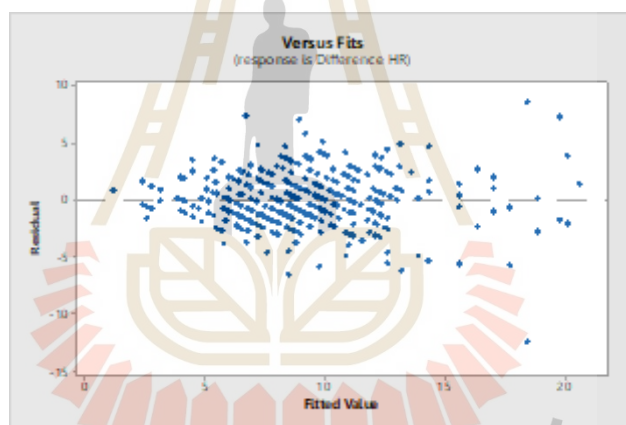 Versus Fits
(response is Difference HR)
10
5
0
-5
-10
-15
Residual
0 5 10 15 20
Fitted Value